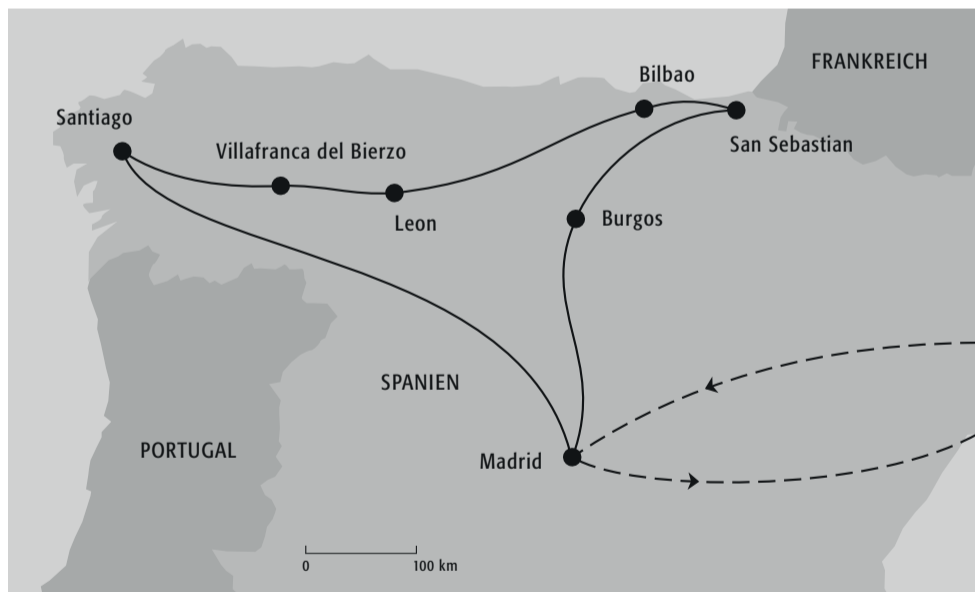 FRANKREICH
Bilbao
Santiago
San Sebastian
Villafranca del Bierzo
Leon
Burgos
SPANIEN
PORTUGAL
Madrid
0 100 km